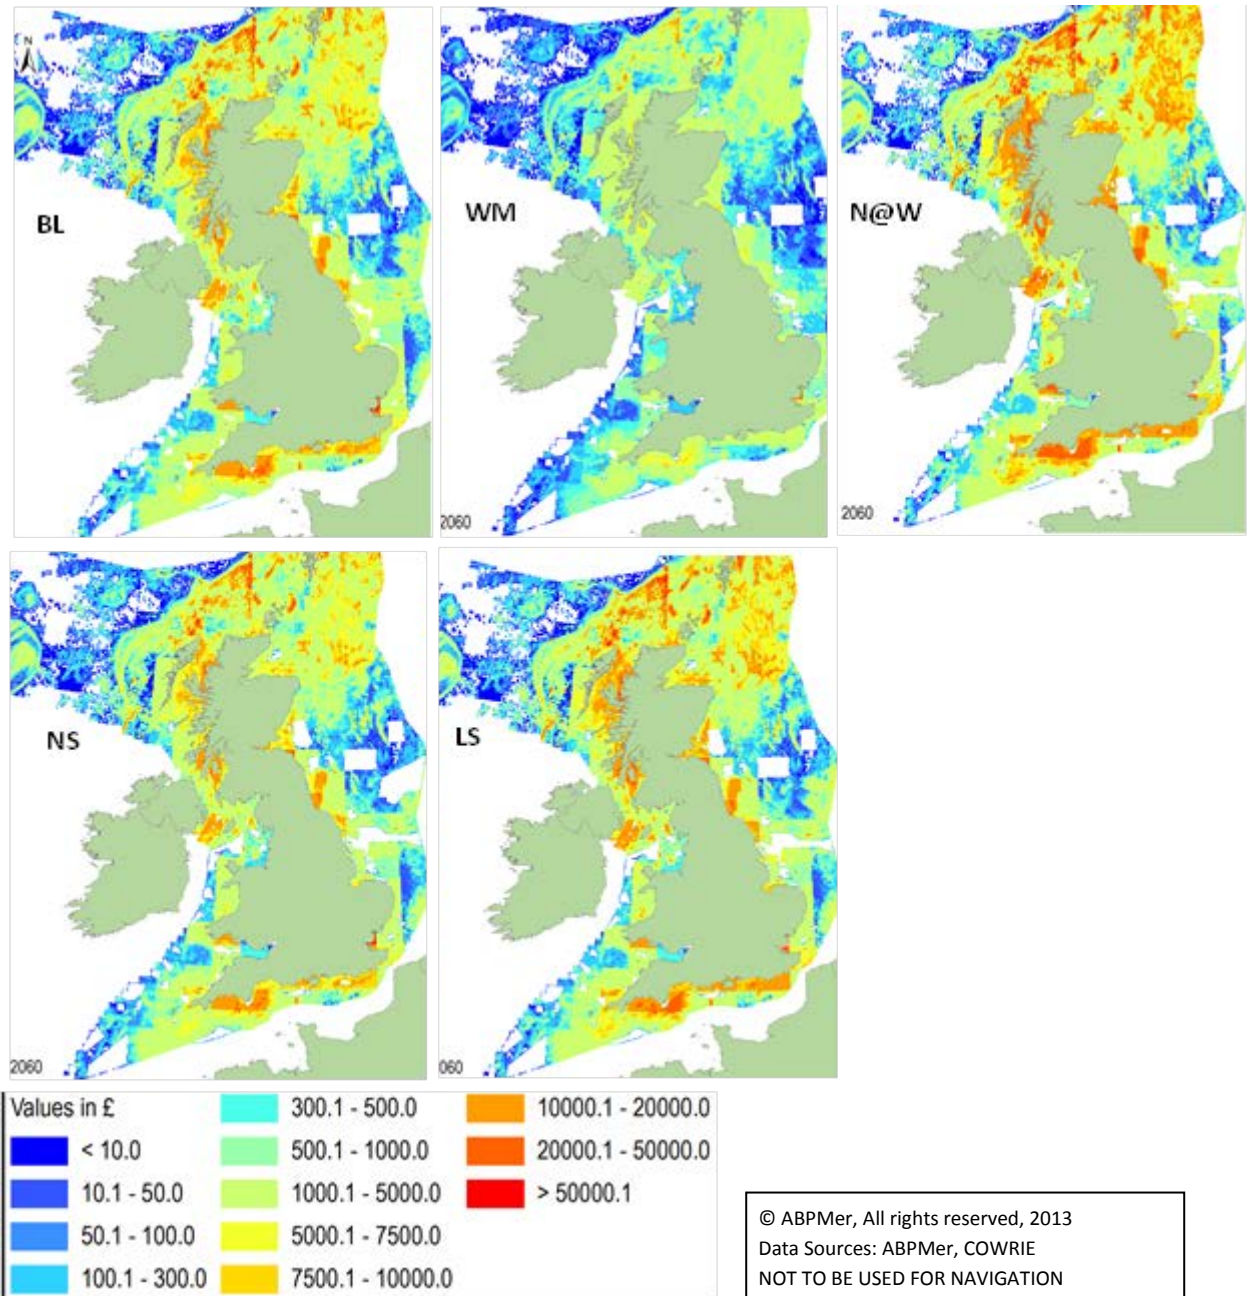 N
BL
WM
2060
N@W
2060
NS
2060
LS
060
Values in £
< 10.0
10.1 - 50.0
50.1 - 100.0
100.1 - 300.0
300.1 - 500.0
500.1 - 1000.0
1000.1 - 5000.0
5000.1 - 7500.0
7500.1 - 10000.0
10000.1 - 20000.0
20000.1 - 50000.0
> 50000.1
© ABPMer, All rights reserved, 2013
Data Sources: ABPMer, COWRIE
NOT TO BE USED FOR NAVIGATION